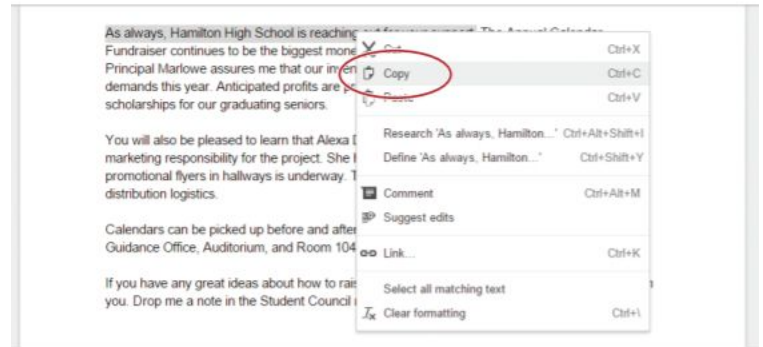 As always, Hamilton High School is reaching out for your support. The Annual Calendar
Fundraiser continues to be the biggest
Principal Marlowe assures me that our
demands this year. Anticipated profits are
scholarships for our graduating seniors.
You will also be pleased to learn that Alexa
marketing responsibility for the project. She
promotional flyers in hallways is underway.
distribution logistics.
Calendars can be picked up before and after
Guidance Office, Auditorium, and Room 104
If you have any great ideas about how to
you. Drop me a note in the Student Council
Cut Ctrl+X
Copy Ctrl+C
Paste Ctrl+V
Research 'As always, Hamilton...' Ctrl+Alt+Shift+I
Define 'As always, Hamilton...' Ctrl+Shift+Y
Comment Ctrl+Alt+M
Suggest edits
Link... Ctrl+K
Select all matching text
Clear formatting Ctrl+\